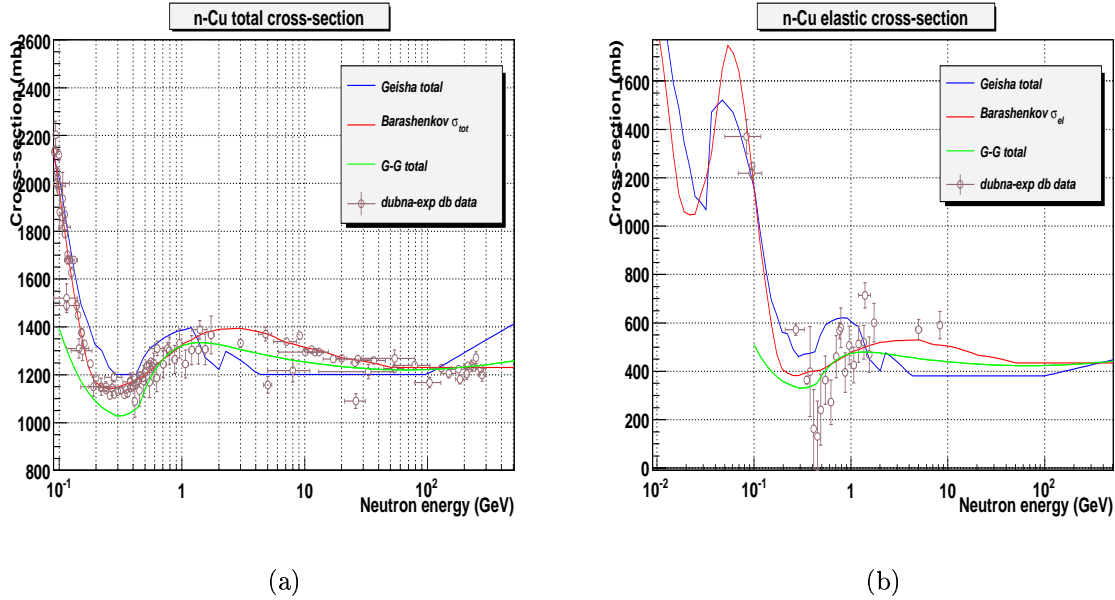 n-Cu total cross-section
Cross-section (mb)
2600
2400
2200
2000
1800
1600
1400
1200
1000
800
Geisha total
Barashenkov σtot
G-G total
dubna-exp db data
10⁻¹
1
10
10²
Neutron energy (GeV)
(a)
n-Cu elastic cross-section
Cross-section (mb)
1600
1400
1200
1000
800
600
400
200
0
Geisha total
Barashenkov σel
G-G total
dubna-exp db data
10⁻²
10⁻¹
1
10
10²
Neutron energy (GeV)
(b)